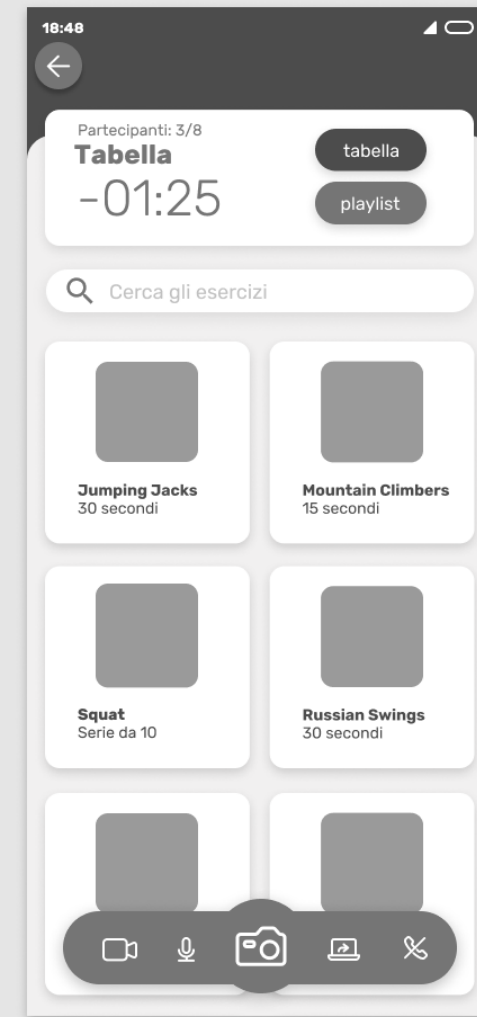 18:48
Partecipanti: 3/8
Tabella
-01:25
tabella
playlist
Cerca gli esercizi
Jumping Jacks
30 secondi
Mountain Climbers
15 secondi
Squat
Serie da 10
Russian Swings
30 secondi